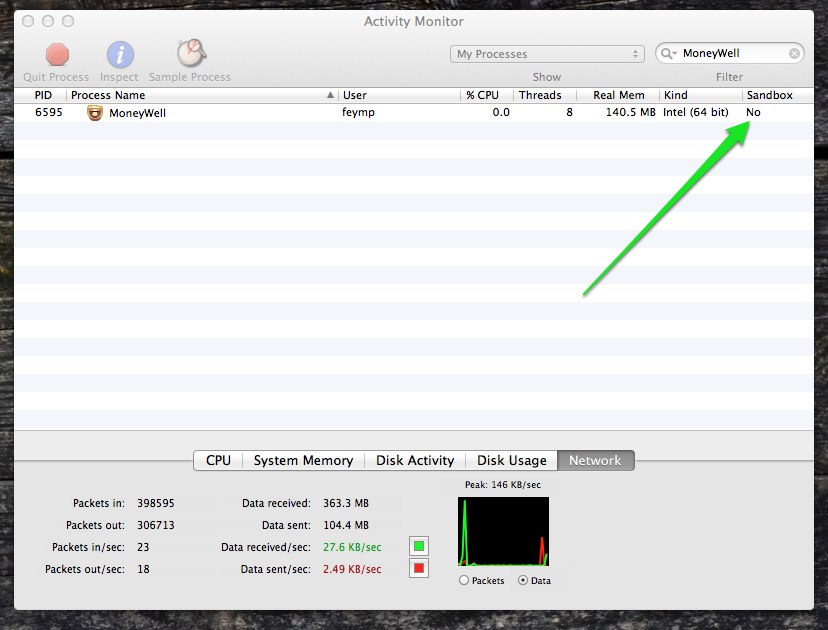 Activity Monitor
Quit Process Inspect Sample Process
My Processes
Show
MoneyWell
Filter
PID Process Name User % CPU Threads Real Mem Kind Sandbox
6595 MoneyWell feymp 0.0 8 140.5 MB Intel (64 bit) No
CPU System Memory Disk Activity Disk Usage Network
Peak: 146 KB/sec
Packets in: 398595 Data received: 363.3 MB
Packets out: 306713 Data sent: 104.4 MB
Packets in/sec: 23 Data received/sec: 27.6 KB/sec
Packets out/sec: 18 Data sent/sec: 2.49 KB/sec
Packets Data